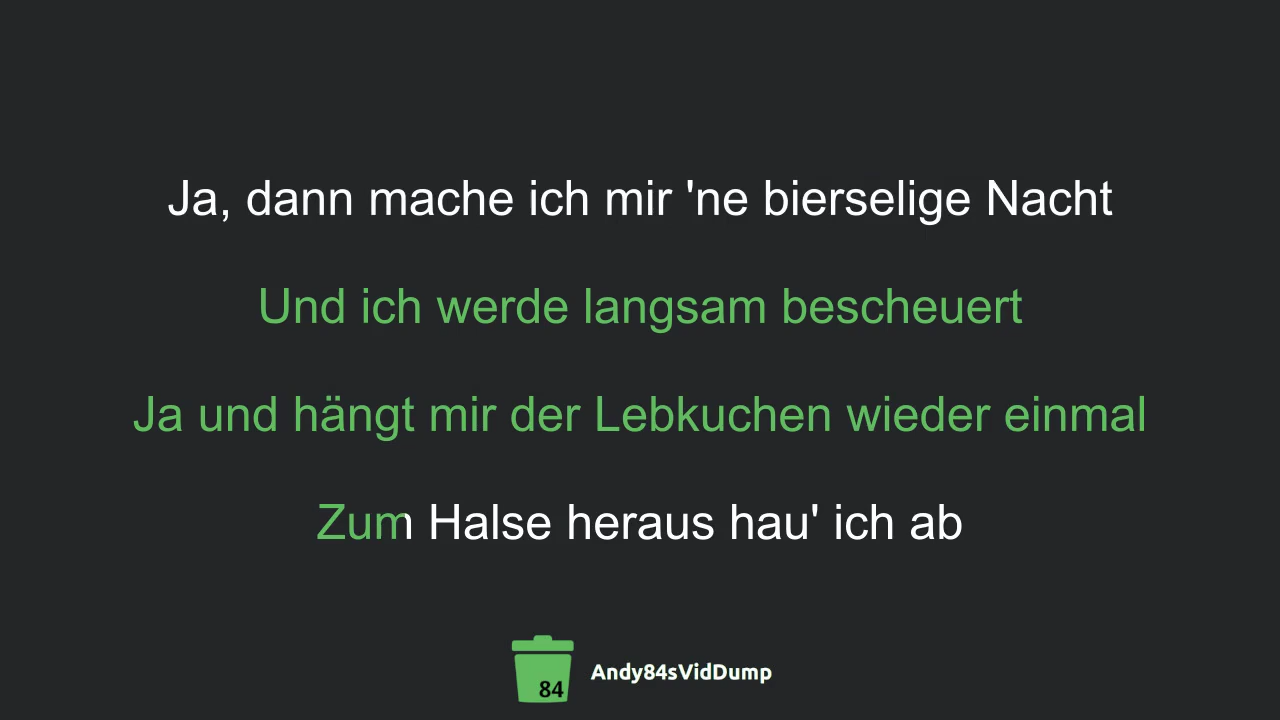 Ja, dann mache ich mir 'ne bierselige Nacht
Und ich werde langsam bescheuert
Ja und hängt mir der Lebkuchen wieder einmal
Zum Halse heraus hau' ich ab
84
Andy84sVidDump